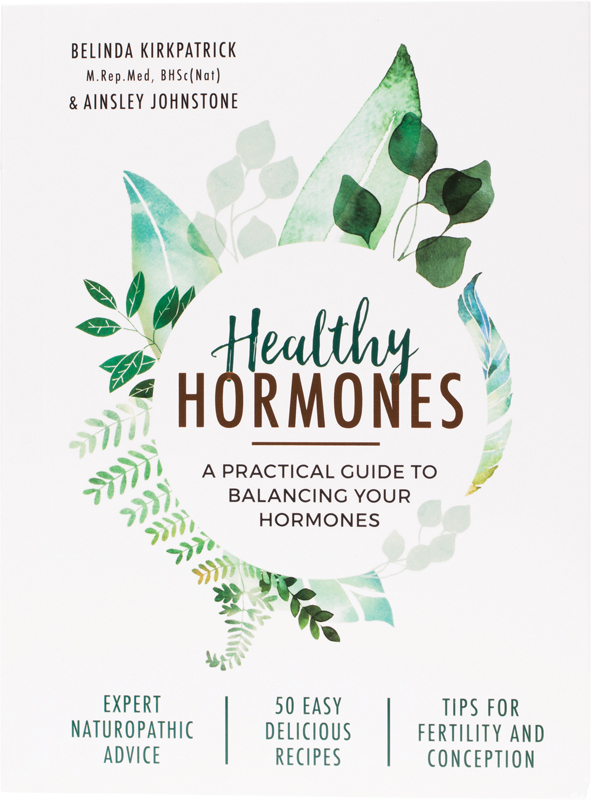 BELINDA KIRKPATRICK
M.Rep.Med, BHSc(Nat)
& AINSLEY JOHNSTONE
Healthy
HORMONES
A PRACTICAL GUIDE TO
BALANCING YOUR
HORMONES
EXPERT
NATUROPATHIC
ADVICE
50 EASY
DELICIOUS
RECIPES
TIPS FOR
FERTILITY AND
CONCEPTION